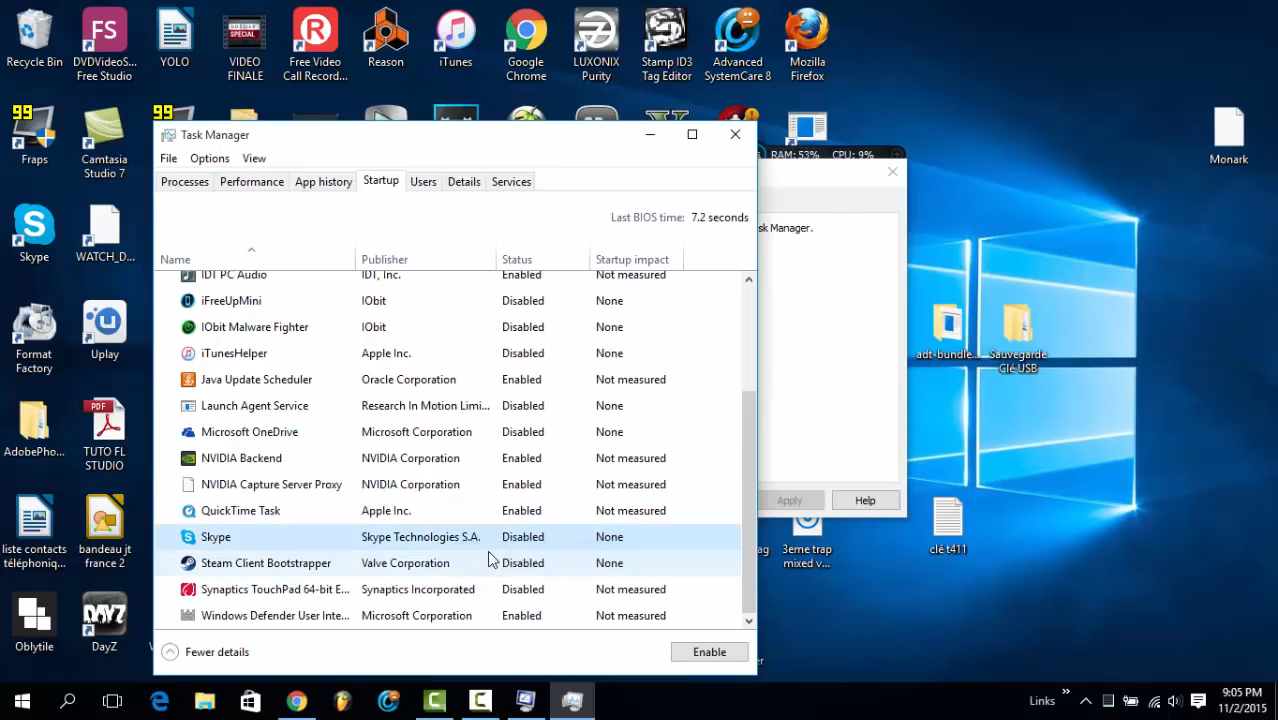 Recycle Bin
DVDVideoS...
Free Studio
YOLO
VIDEO
FINALE
Free Video
Call Record...
Reason
iTunes
Google
Chrome
LUXONIX
Purity
Stamp ID3
Tag Editor
Advanced
SystemCare 8
Mozilla
Firefox
FS
SPECIAL
99
Fraps
Camtasia
Studio 7
99
Monark
Skype
WATCH_D...
Format
Factory
Uplay
AdobePho...
PDF
TUTO FL
STUDIO
liste contacts
téléphoniq...
bandeau jt
france 2
Oblytile
DAYZ
DayZ
adt-bundle...
Sauvegarde
Clé USB
clé t411
3eme trap
mixed v...
RAM: 53% CPU: 9%
sk Manager.
Apply
Help
Task Manager
File Options View
Processes Performance App history Startup Users Details Services
Last BIOS time: 7.2 seconds
Name Publisher Status Startup impact
IDT PC Audio IDT, Inc. Enabled Not measured
iFreeUpMini IObit Disabled None
IObit Malware Fighter IObit Disabled None
iTunesHelper Apple Inc. Disabled None
Java Update Scheduler Oracle Corporation Enabled Not measured
Launch Agent Service Research In Motion Limi... Disabled None
Microsoft OneDrive Microsoft Corporation Disabled None
NVIDIA Backend NVIDIA Corporation Enabled Not measured
NVIDIA Capture Server Proxy NVIDIA Corporation Enabled Not measured
QuickTime Task Apple Inc. Enabled Not measured
Skype Skype Technologies S.A. Disabled None
Steam Client Bootstrapper Valve Corporation Disabled None
Synaptics TouchPad 64-bit E... Synaptics Incorporated Disabled Not measured
Windows Defender User Inte... Microsoft Corporation Enabled Not measured
Fewer details
Enable
Links
9:05 PM
11/2/2015